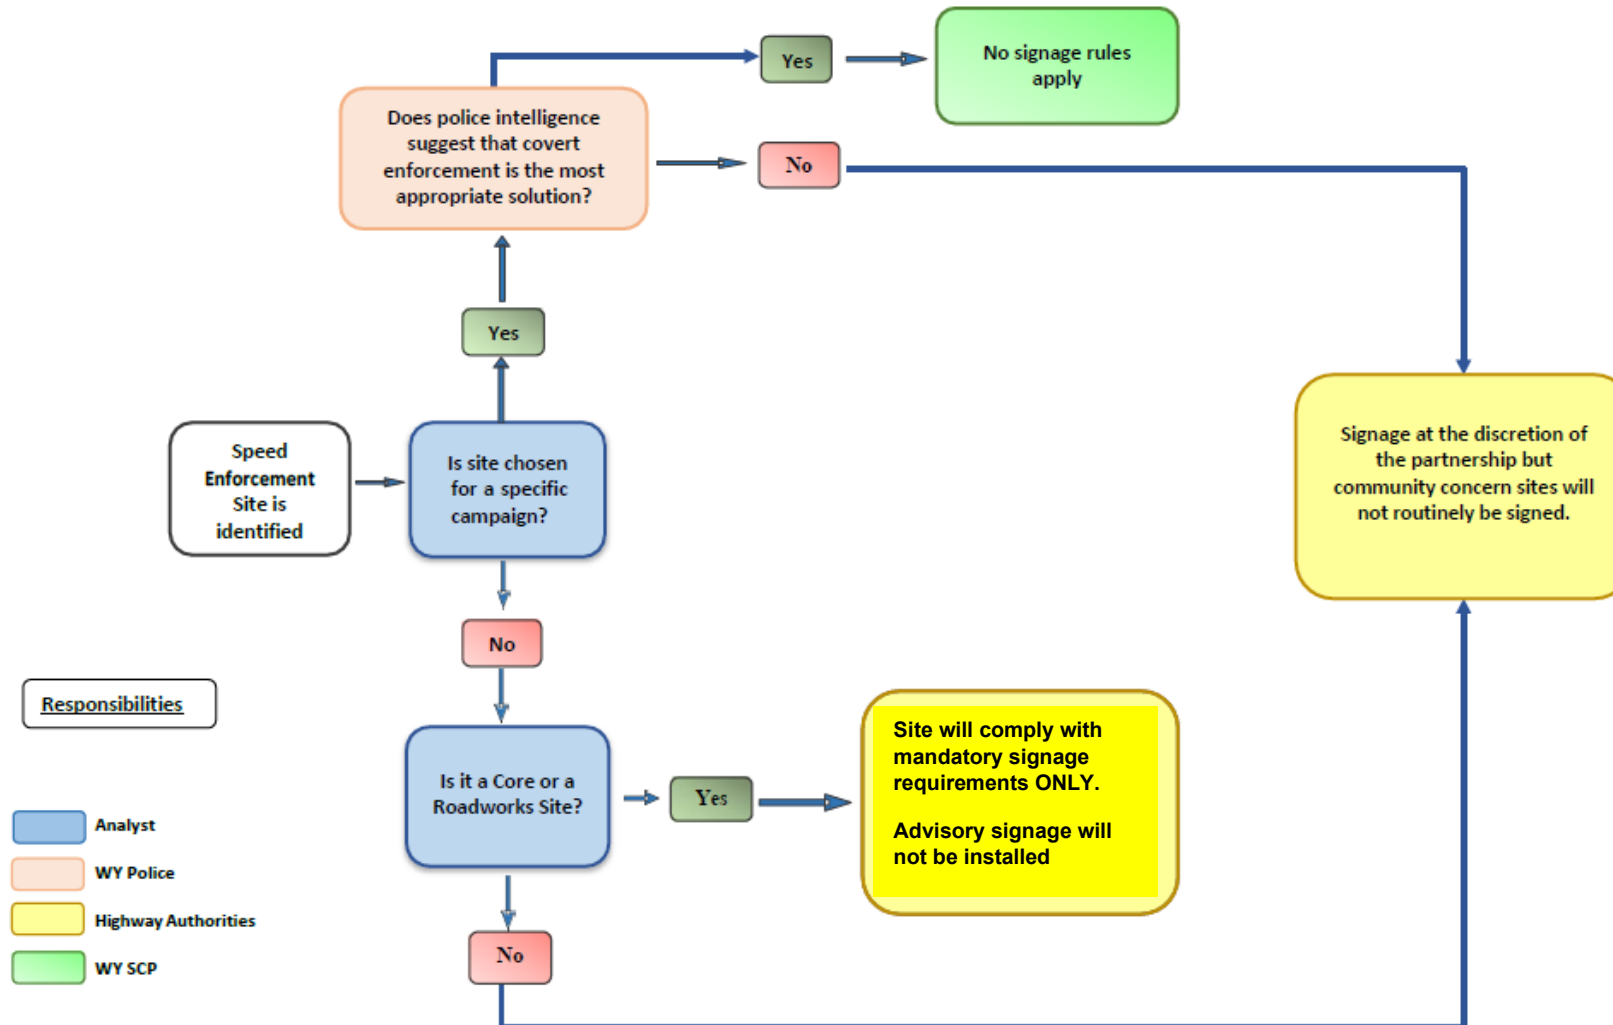 Yes
No signage rules
apply
Does police intelligence
suggest that covert
enforcement is the most
appropriate solution?
No
Yes
Speed
Enforcement
Site is
identified
Is site chosen
for a specific
campaign?
Signage at the discretion of
the partnership but
community concern sites will
not routinely be signed.
No
Responsibilities
Is it a Core or a
Roadworks Site?
Yes
Site will comply with
mandatory signage
requirements ONLY.
Advisory signage will
not be installed
Analyst
WY Police
Highway Authorities
WY SCP
No